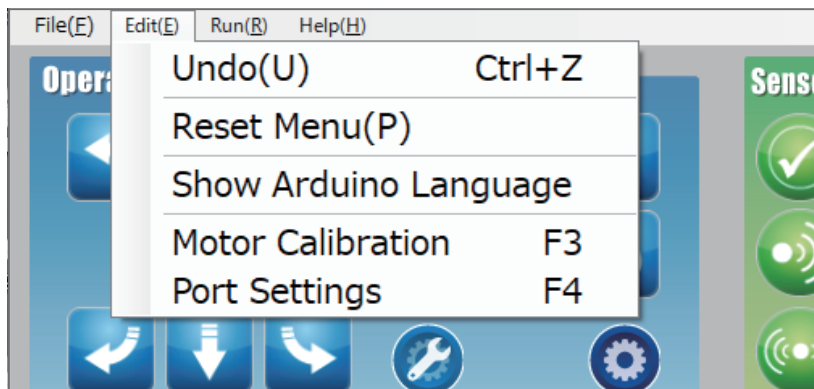 File(F) Edit(E) Run(R) Help(H)
Undo(U) Ctrl+Z
Reset Menu(P)
Show Arduino Language
Motor Calibration F3
Port Settings F4